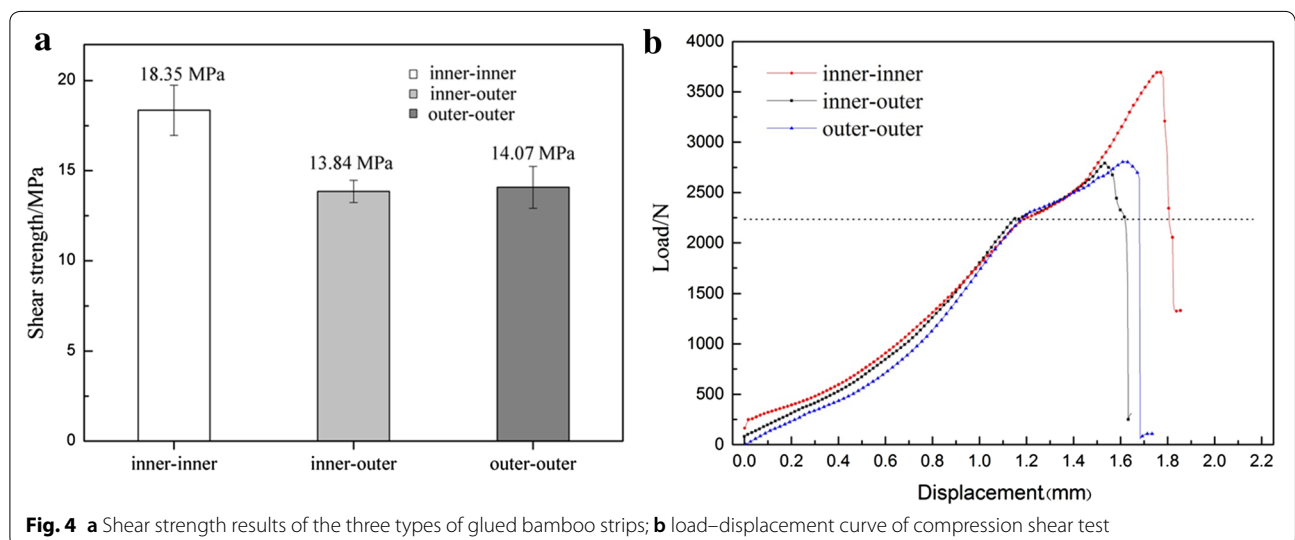 a
Shear strength/MPa
20
15
10
5
0
18.35 MPa
13.84 MPa
14.07 MPa
inner-inner
inner-outer
outer-outer
inner-inner
inner-outer
outer-outer
b
Load/N
4000
3500
3000
2500
2000
1500
1000
500
0
inner-inner
inner-outer
outer-outer
0.0 0.2 0.4 0.6 0.8 1.0 1.2 1.4 1.6 1.8 2.0 2.2
Displacement(mm)
Fig. 4 a Shear strength results of the three types of glued bamboo strips; b load–displacement curve of compression shear test